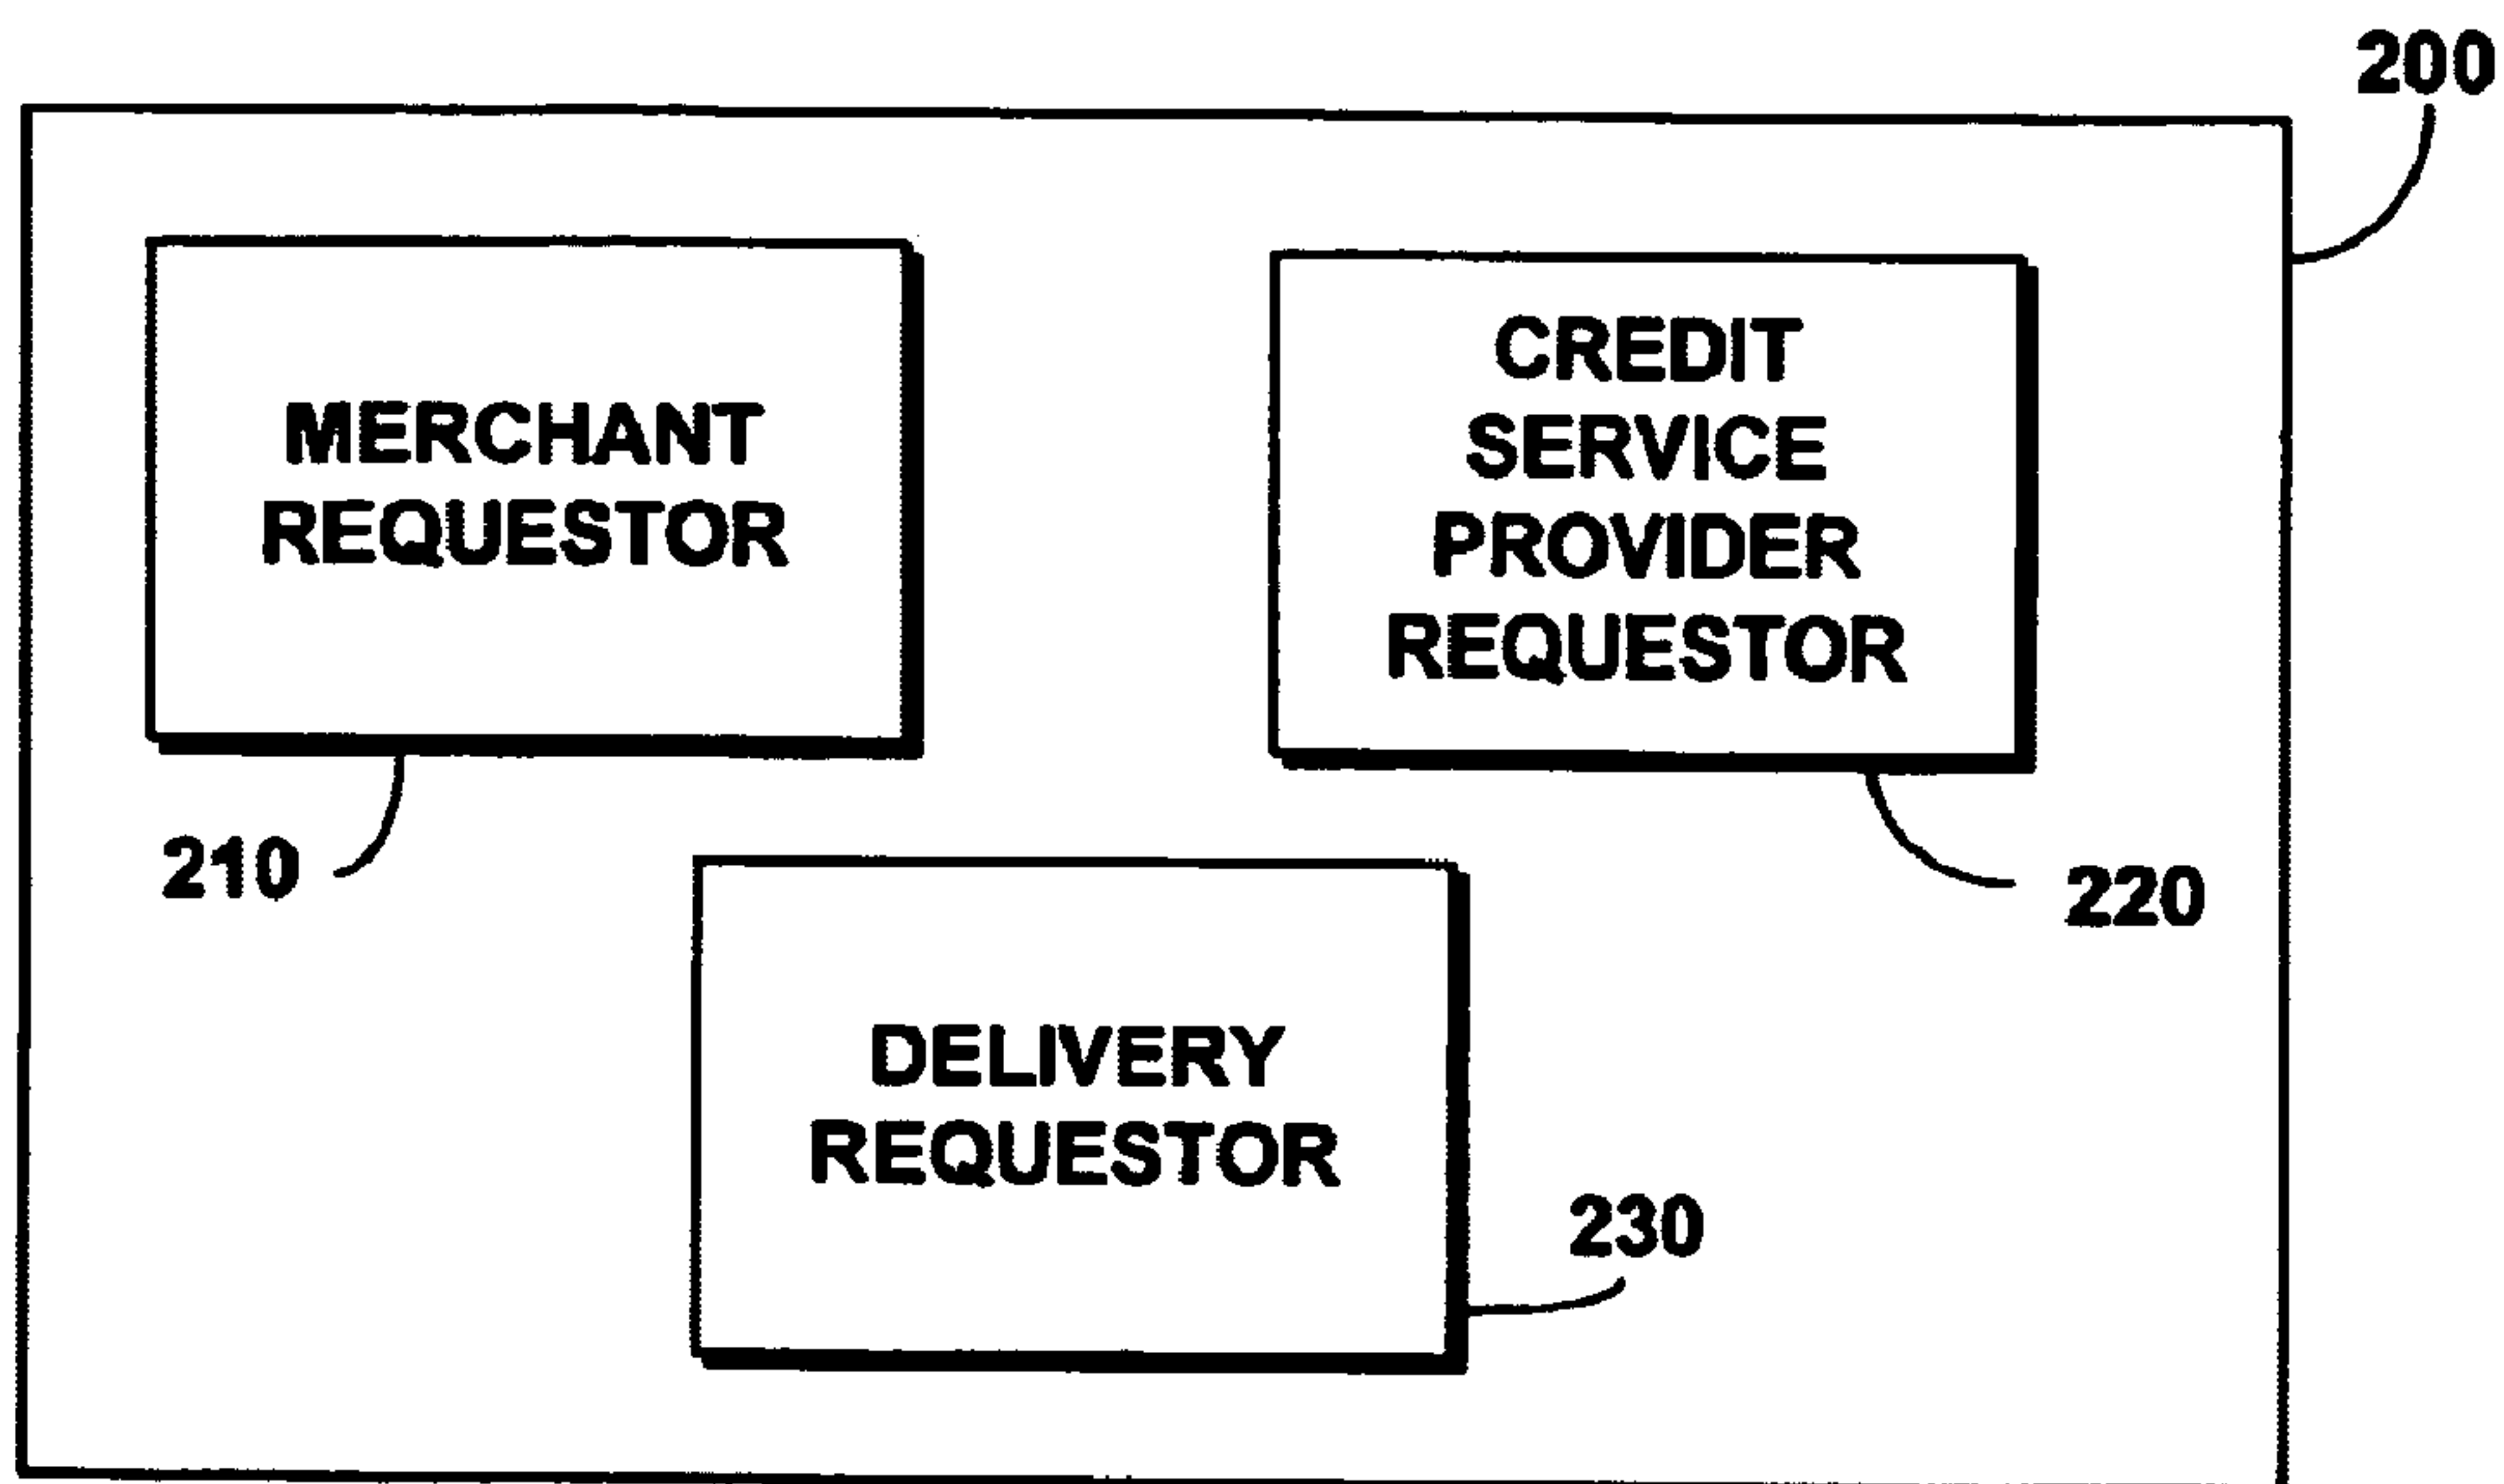 200
MERCHANT
REQUESTOR
CREDIT
SERVICE
PROVIDER
REQUESTOR
210
220
DELIVERY
REQUESTOR
230